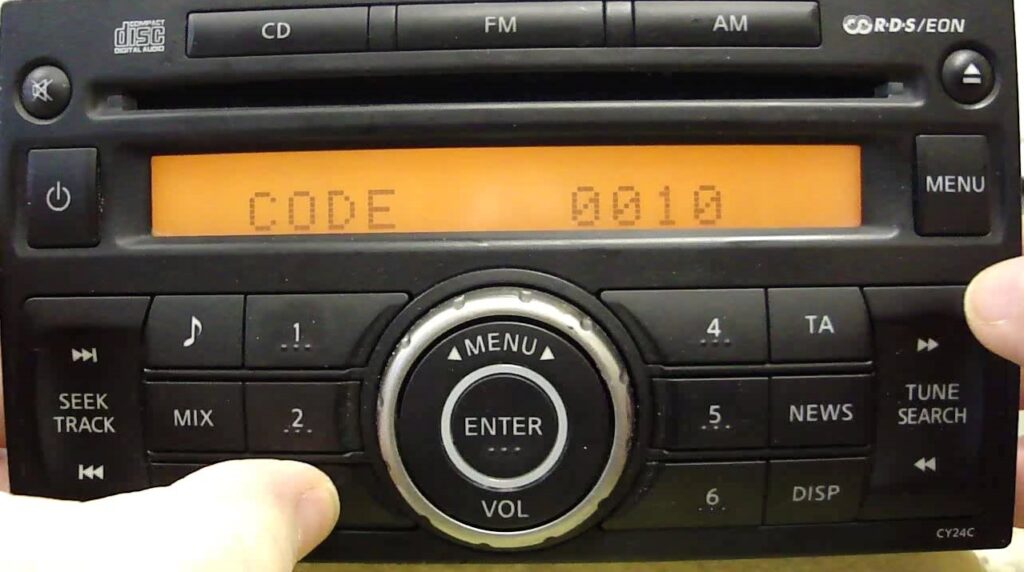 COMPACT
disc
DIGITAL AUDIO
CD
FM
AM
R·D·S/EON
MENU
CODE 0010
1
4
TA
SEEK
TRACK
MIX
2
MENU
ENTER
VOL
5
NEWS
TUNE
SEARCH
6
DISP
CY24C